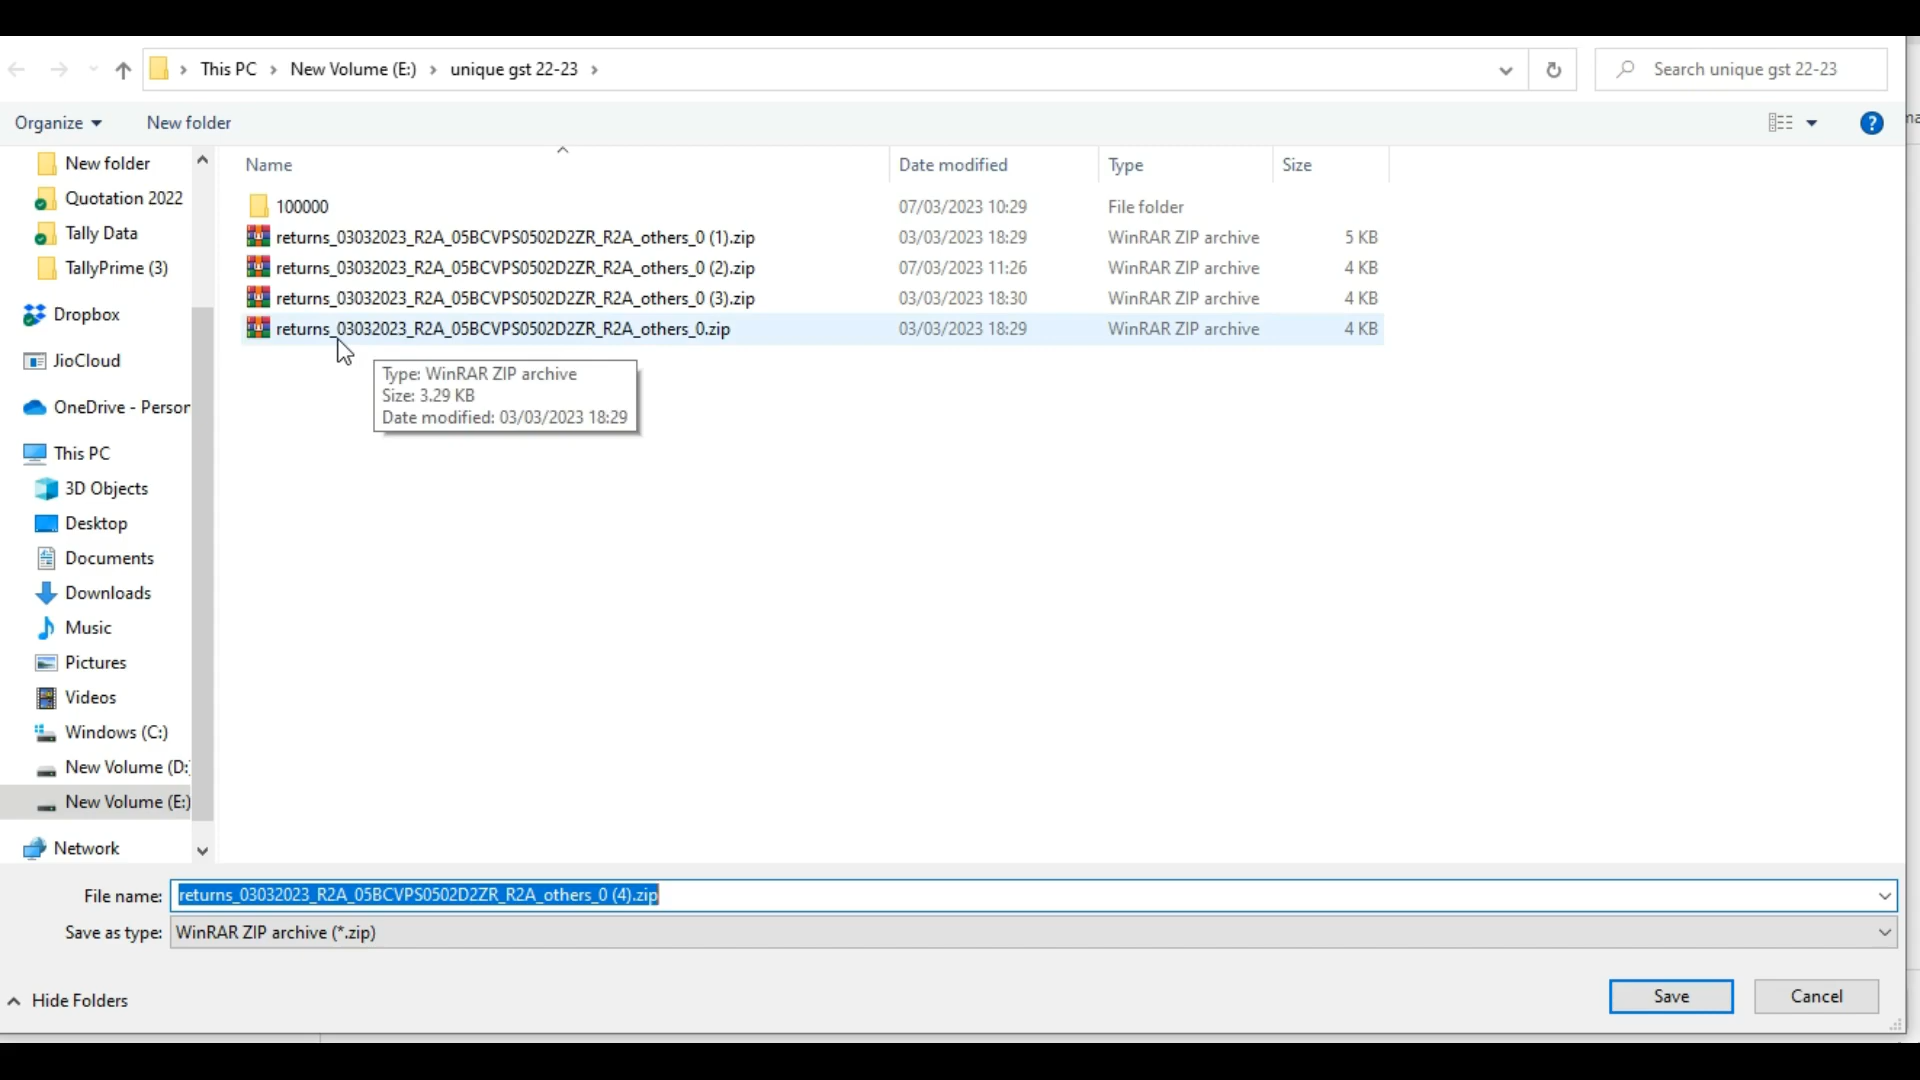 This PC > New Volume (E:) > unique gst 22-23 >
Search unique gst 22-23
Organize
New folder
?
Name
Date modified
Type
Size
New folder
Quotation 2022
Tally Data
TallyPrime (3)
Dropbox
JioCloud
OneDrive - Person
This PC
3D Objects
Desktop
Documents
Downloads
Music
Pictures
Videos
Windows (C:)
New Volume (D:)
New Volume (E:)
Network
100000 07/03/2023 10:29 File folder
returns_03032023_R2A_05BCVPS0502D2ZR_R2A_others_0 (1).zip 03/03/2023 18:29 WinRAR ZIP archive 5 KB
returns_03032023_R2A_05BCVPS0502D2ZR_R2A_others_0 (2).zip 07/03/2023 11:26 WinRAR ZIP archive 4 KB
returns_03032023_R2A_05BCVPS0502D2ZR_R2A_others_0 (3).zip 03/03/2023 18:30 WinRAR ZIP archive 4 KB
returns_03032023_R2A_05BCVPS0502D2ZR_R2A_others_0.zip 03/03/2023 18:29 WinRAR ZIP archive 4 KB
Type: WinRAR ZIP archive
Size: 3.29 KB
Date modified: 03/03/2023 18:29
File name: returns_03032023_R2A_05BCVPS0502D2ZR_R2A_others_0 (4).zip
Save as type: WinRAR ZIP archive (*.zip)
Hide Folders
Save
Cancel